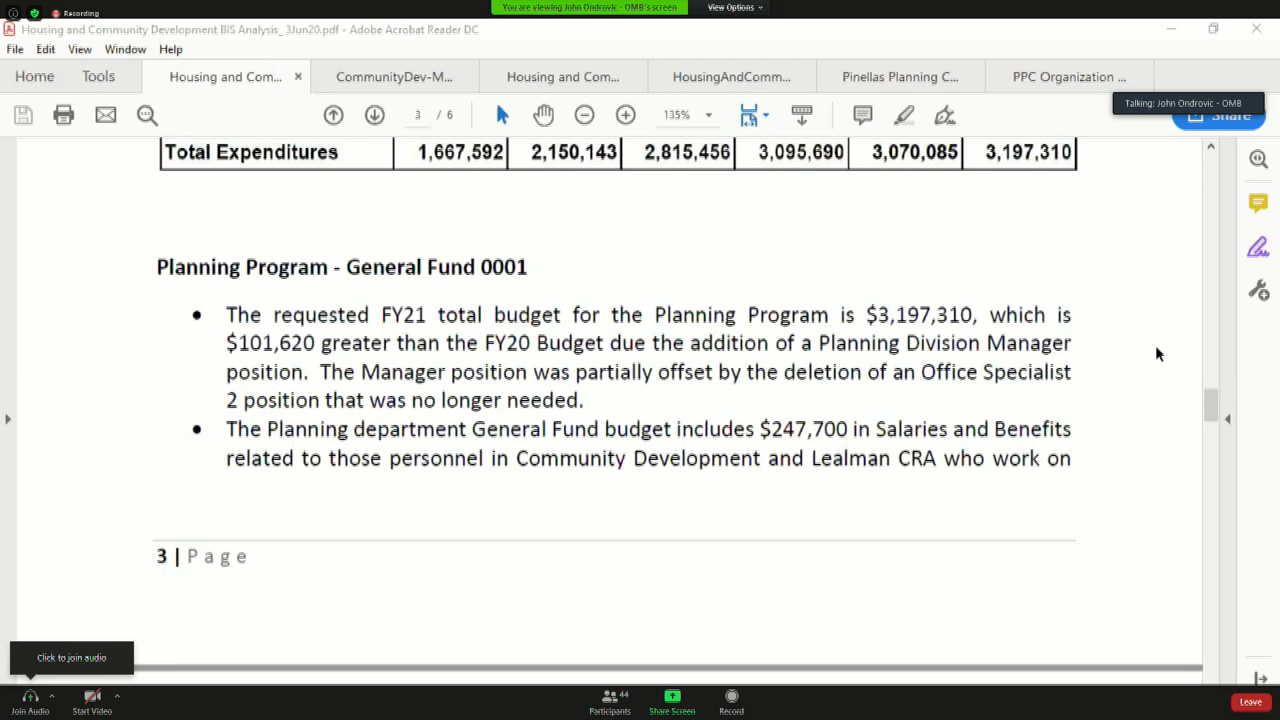 Recording
You are viewing John Ondrovic - OMB's screen
View Options
Housing and Community Development BIS Analysis_ 3Jun20.pdf - Adobe Acrobat Reader DC
File Edit View Window Help
Home Tools Housing and Com... × CommunityDev-M... Housing and Com... HousingAndComm... Pinellas Planning C... PPC Organization ...
Talking: John Ondrovic - OMB
3 / 6 135% Share
Total Expenditures 1,667,592 2,150,143 2,815,456 3,095,690 3,070,085 3,197,310
Planning Program - General Fund 0001
• The requested FY21 total budget for the Planning Program is $3,197,310, which is
$101,620 greater than the FY20 Budget due the addition of a Planning Division Manager
position. The Manager position was partially offset by the deletion of an Office Specialist
2 position that was no longer needed.
• The Planning department General Fund budget includes $247,700 in Salaries and Benefits
related to those personnel in Community Development and Lealman CRA who work on
3 | Page
Click to join audio
Join Audio Start Video Participants 44 Share Screen Record Leave